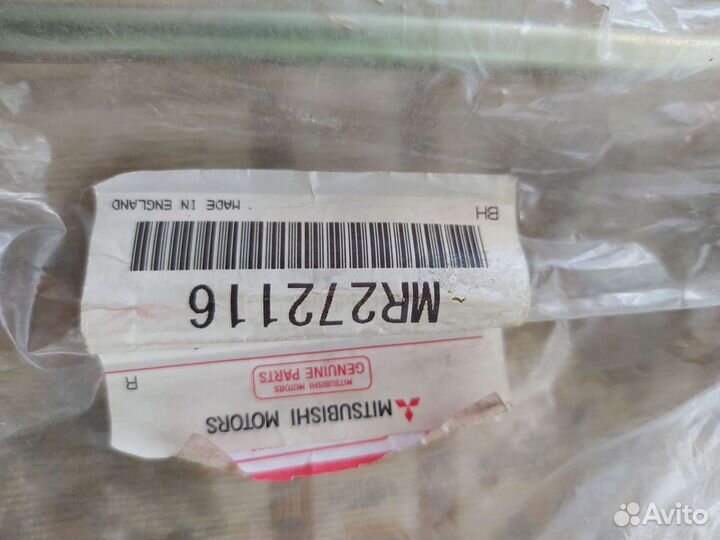 MITSUBISHI MOTORS
MITSUBISHI MOTORS
GENUINE PARTS
R
MR272116
BH
MADE IN ENGLAND
Avito